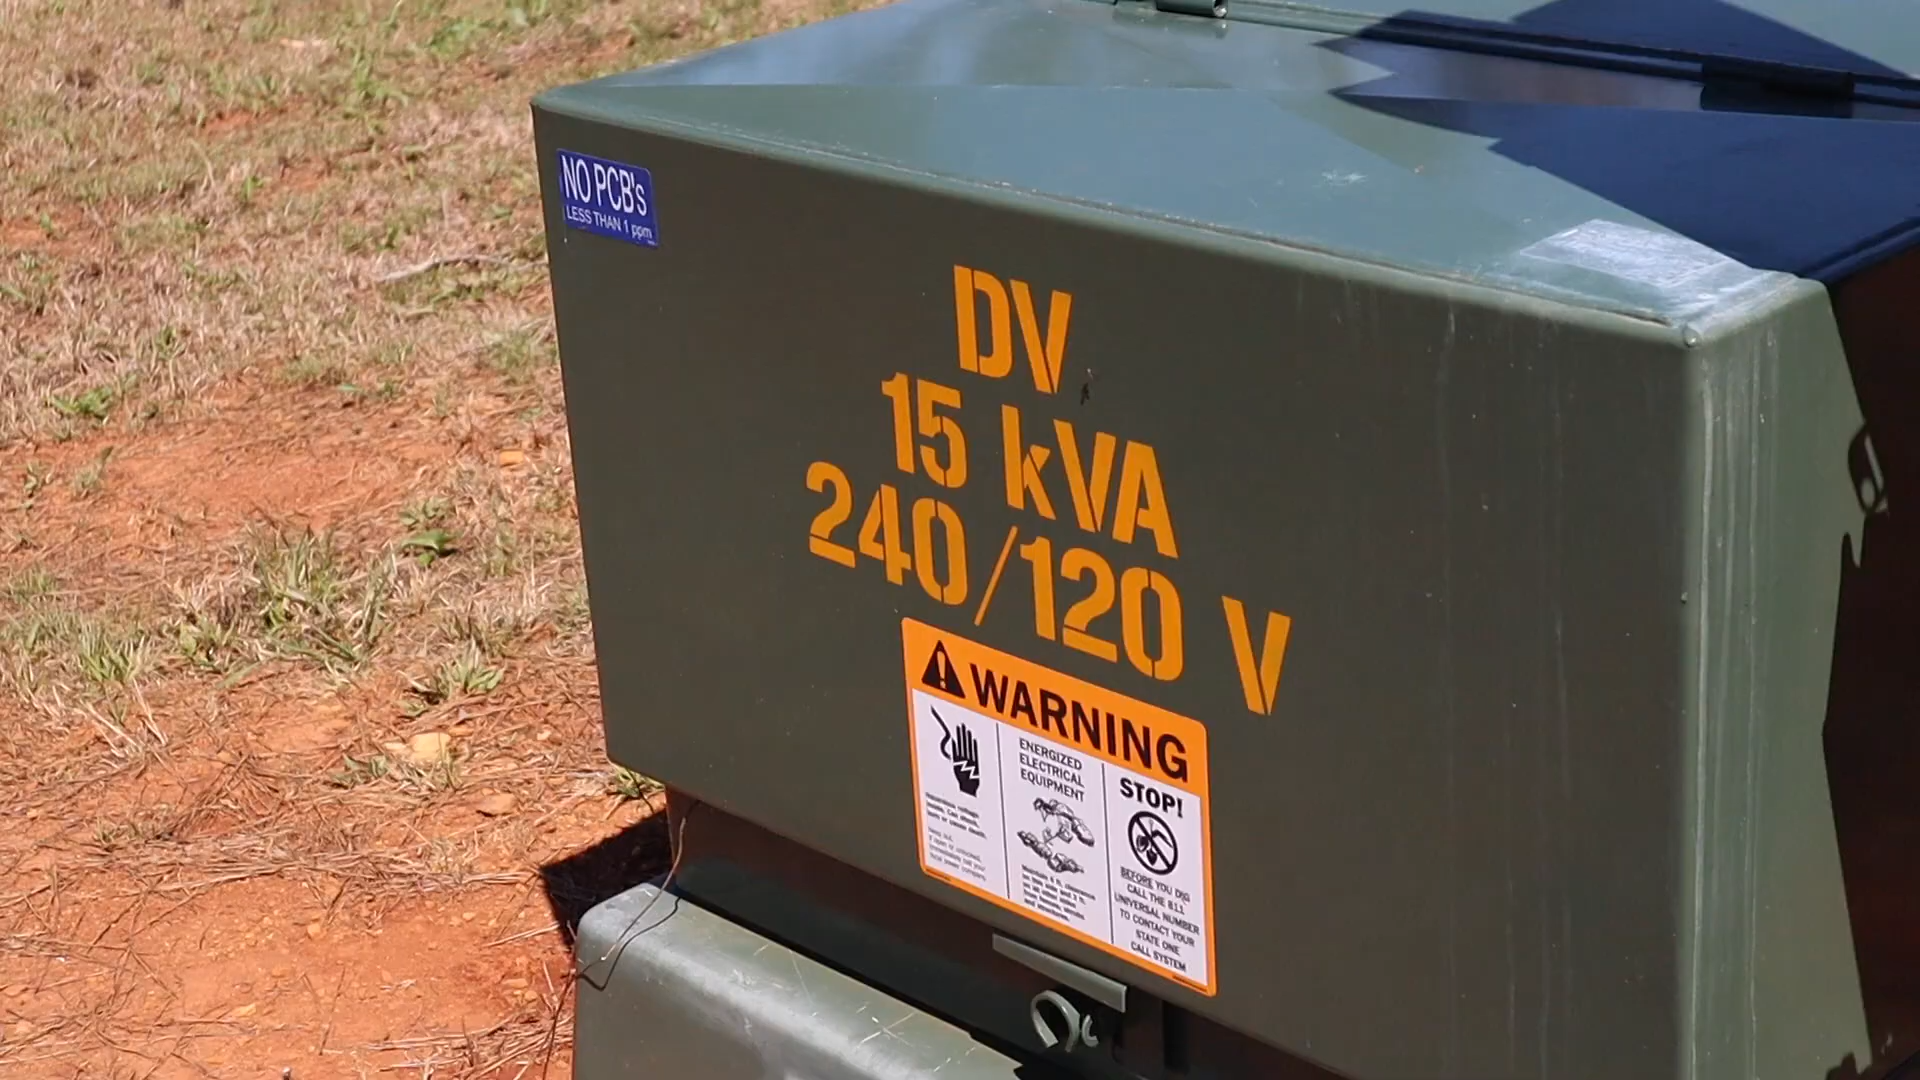 NO PCB's
LESS THAN 1 ppm
DV
15 kVA
240/120 V
WARNING
ENERGIZED
ELECTRICAL
EQUIPMENT
STOP!
BEFORE YOU DIG
CALL THE 811
UNIVERSAL NUMBER
TO CONTACT YOUR
STATE ONE
CALL SYSTEM